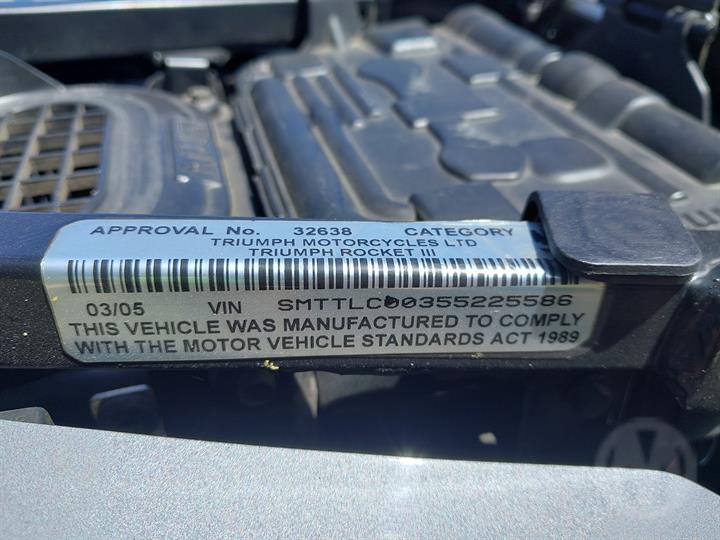 APPROVAL No. 32638 CATEGORY
TRIUMPH MOTORCYCLES LTD
TRIUMPH ROCKET III
03/05 VIN SMTTLC00355225586
THIS VEHICLE WAS MANUFACTURED TO COMPLY
WITH THE MOTOR VEHICLE STANDARDS ACT 1989